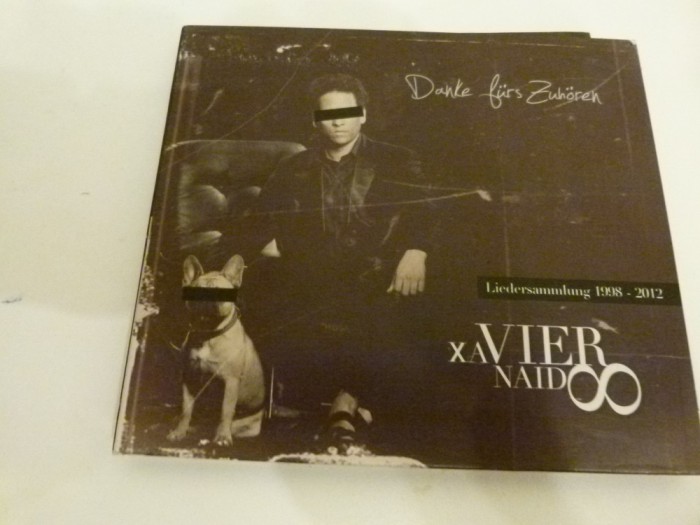 Danke fürs Zuhören
Liedersammlung 1998 - 2012
XAVIER
NAIDOO